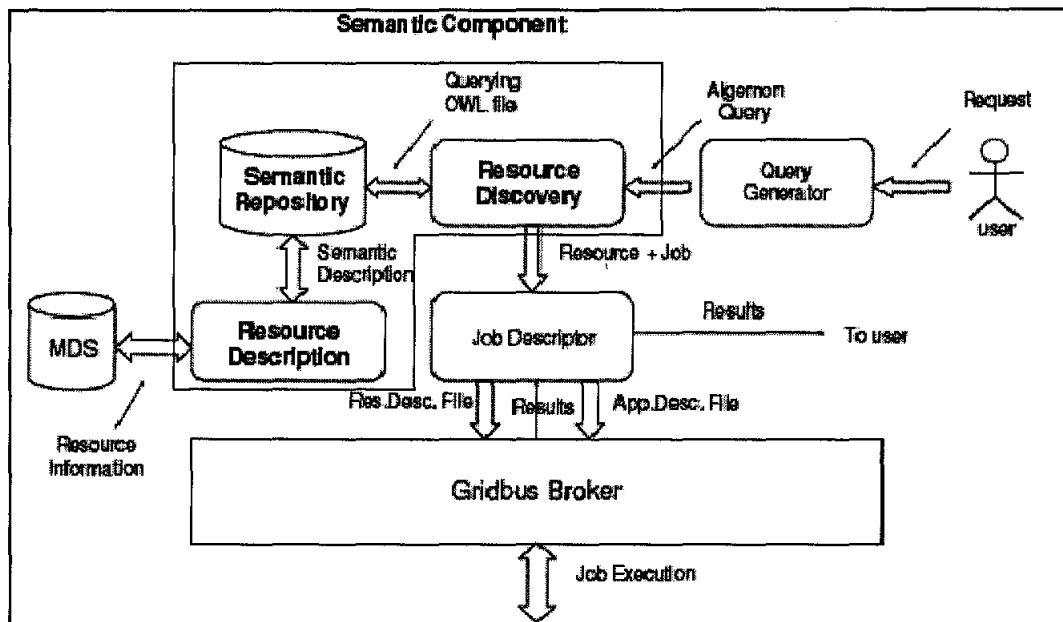 Semantic Component
Querying
OWL file
Algernon
Query
Request
Semantic
Repository
Resource
Discovery
Query
Generator
user
Semantic
Description
Resource + Job
MDS
Resource
Description
Job Descriptor
Results
To user
Res.Desc. File
Results
App.Desc. File
Resource
Information
Gridbus Broker
Job Execution